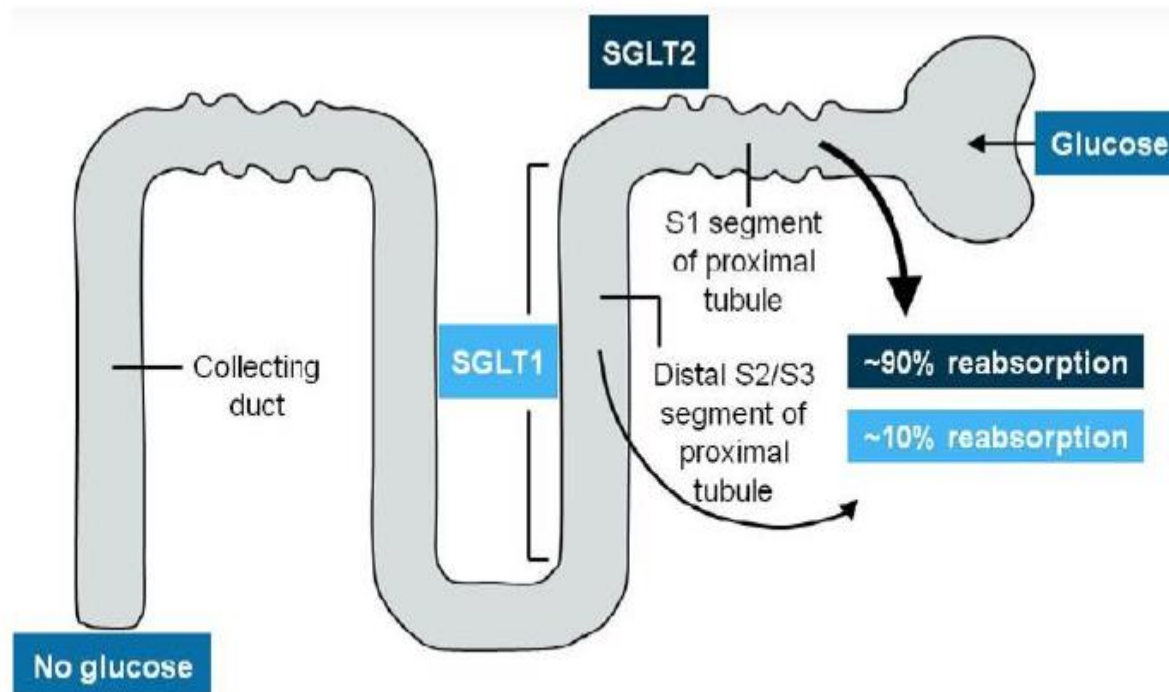 SGLT2
Glucose
S1 segment
of proximal
tubule
SGLT1
Collecting
duct
Distal S2/S3
segment of
proximal
tubule
~90% reabsorption
~10% reabsorption
No glucose